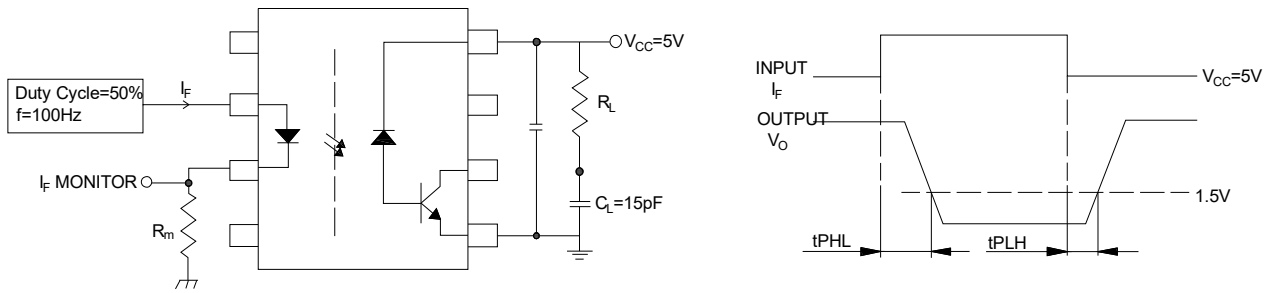 Duty Cycle=50%
f=100Hz
IF
IF MONITOR
Rm
VCC=5V
RL
CL=15pF
INPUT
IF
VCC=5V
OUTPUT
VO
1.5V
tPHL
tPLH